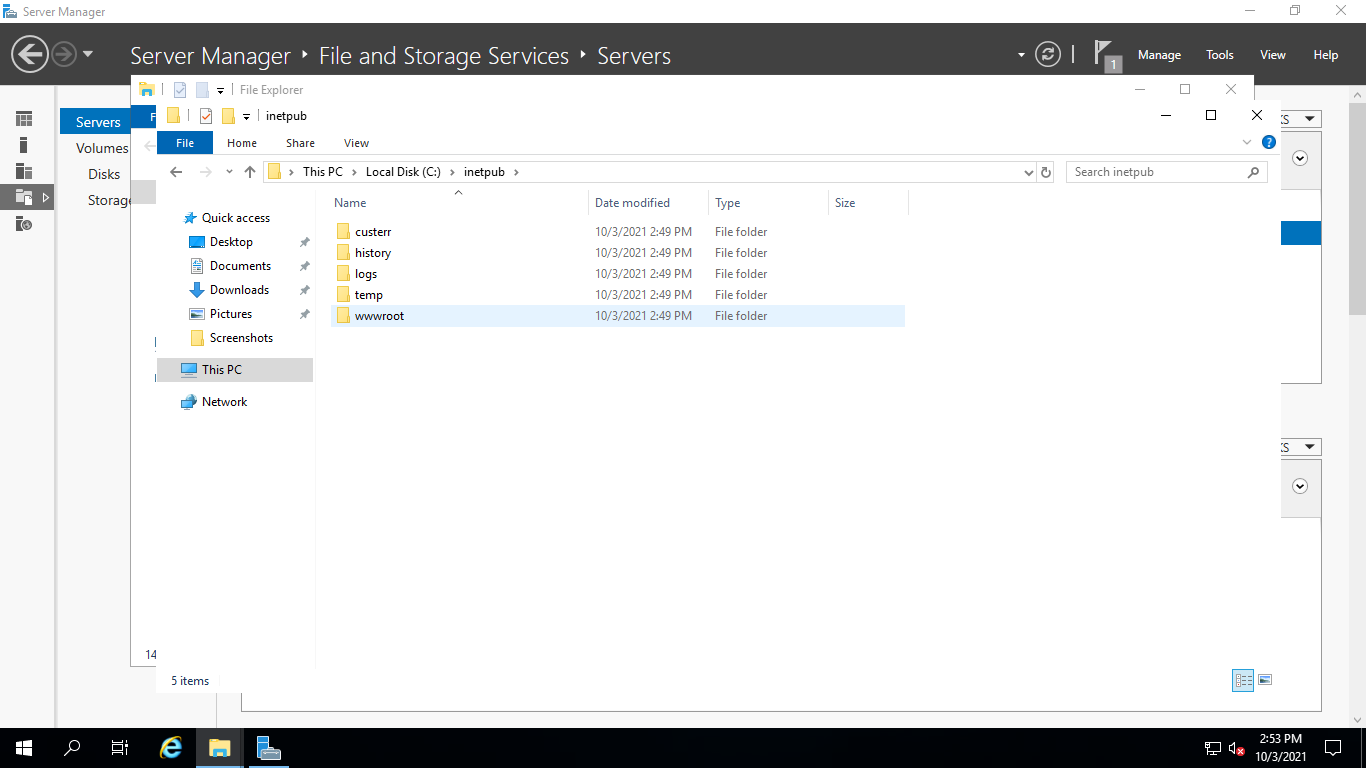 Server Manager
Server Manager File and Storage Services Servers
1
Manage Tools View Help
File Explorer
Servers
Volumes
Disks
inetpub
File Home Share View
This PC Local Disk (C:) inetpub
Search inetpub
Name Date modified Type Size
Quick access
Desktop
Documents
Downloads
Pictures
Screenshots
This PC
Network
custerr 10/3/2021 2:49 PM File folder
history 10/3/2021 2:49 PM File folder
logs 10/3/2021 2:49 PM File folder
temp 10/3/2021 2:49 PM File folder
wwwroot 10/3/2021 2:49 PM File folder
14
5 items
2:53 PM
10/3/2021